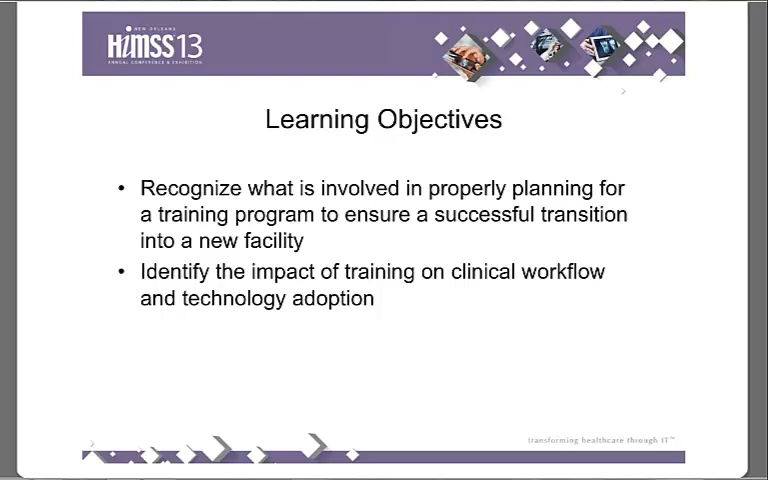 NEW ORLEANS
HIMSS13
ANNUAL CONFERENCE & EXHIBITION
Learning Objectives
• Recognize what is involved in properly planning for
a training program to ensure a successful transition
into a new facility
• Identify the impact of training on clinical workflow
and technology adoption
transforming healthcare through IT™